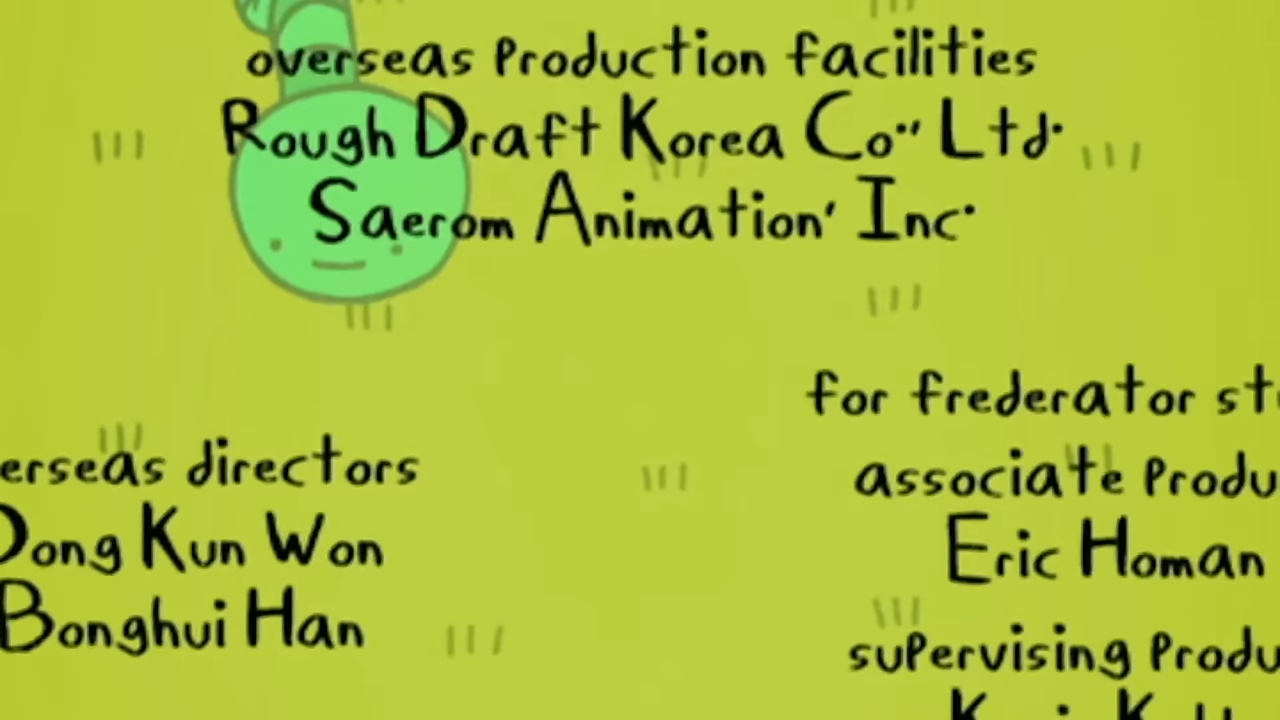 overseas production facilities
Rough Draft Korea Co., Ltd.
Saerom Animation, Inc.
for frederator
associate
Eric Homan
supervising
erseas directors
Dong Kun Won
Bonghui Han